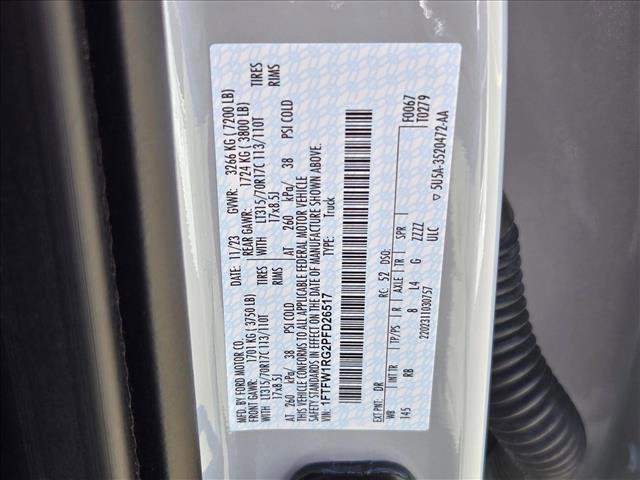 MFD. BY FORD MOTOR CO.
11/23 GVWR: 3266 KG ( 7200 LB)
FRONT GAWR: 1701 KG ( 3750 LB) REAR GAWR: 1724 KG ( 3800 LB)
LT315/70R17C 113/110T TIRES WITH LT315/70R17C 113/110T TIRES
17x8.5J RIMS 17x8.5J RIMS
AT 260 kPa/ 38 PSI COLD AT 260 kPa/ 38 PSI COLD
THIS VEHICLE CONFORMS TO ALL APPLICABLE FEDERAL MOTOR VEHICLE
SAFETY STANDARDS IN EFFECT ON THE DATE OF MANUFACTURE SHOWN ABOVE.
VIN: 1FTFW1RG2PFD26517 Truck
F0067
T0279
EXT PNT: DR RC: 52 DSO:
WB INT TR TP/PS R AXLE TR SPR
145 RB 8 L4 G ZZZZ
ULC
2202311030757
5U5A-3520472-AA